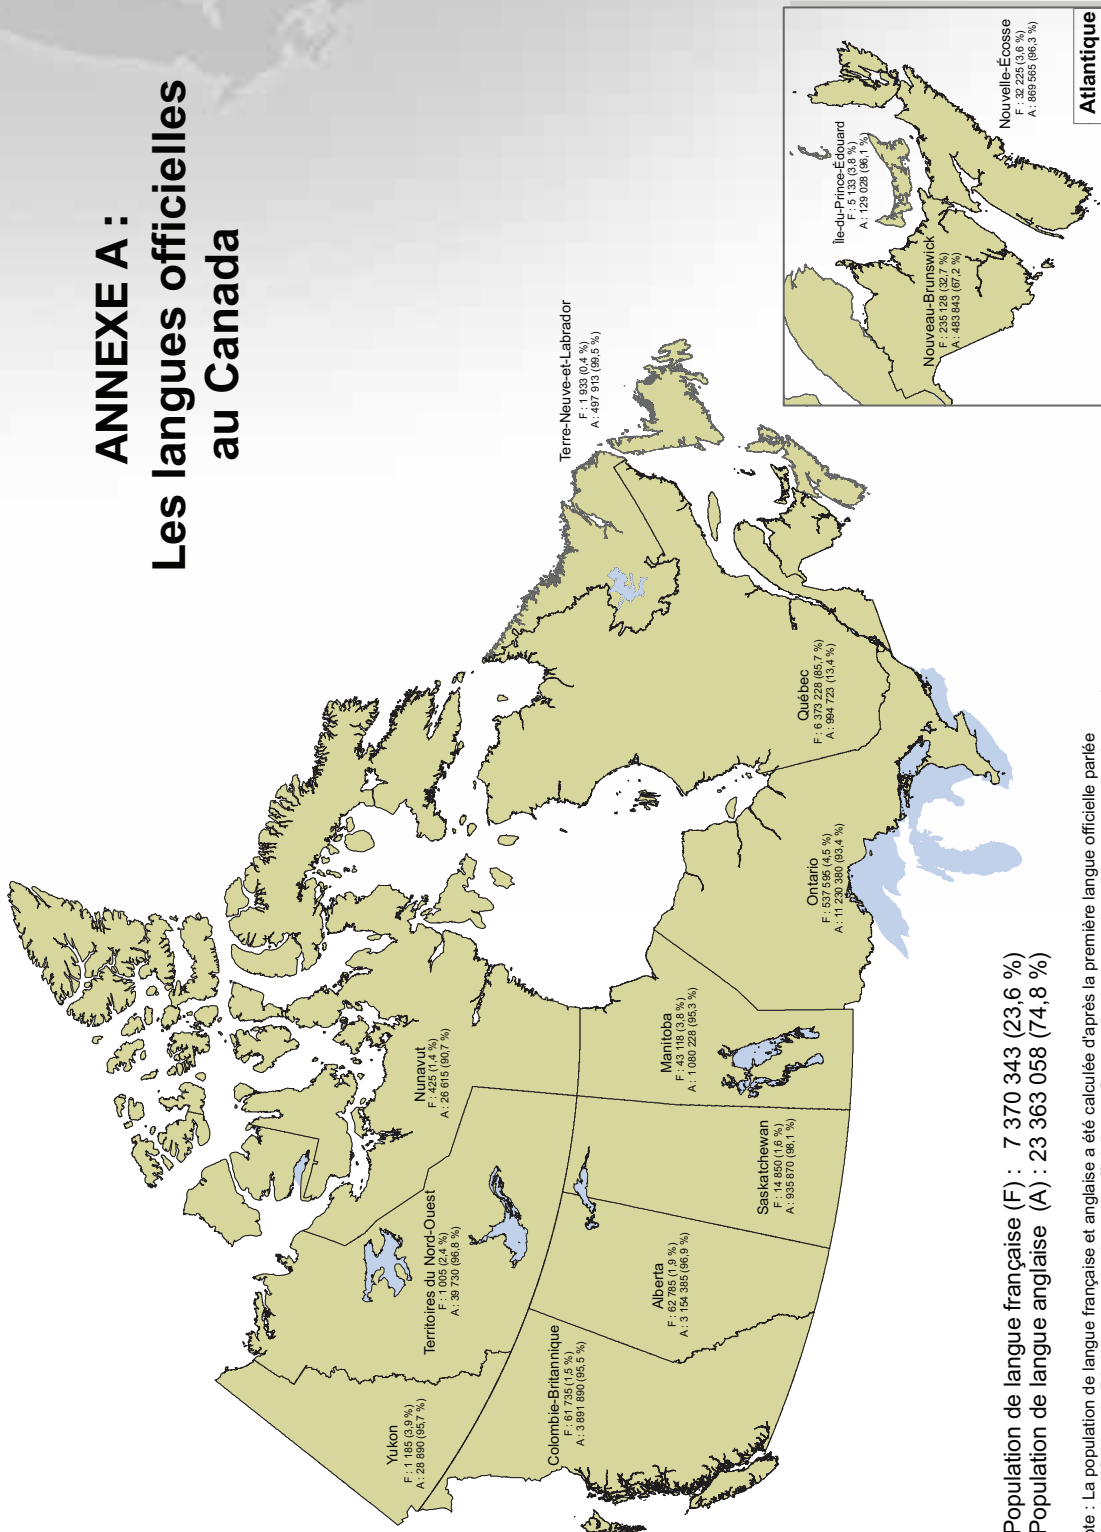 ANNEXE A :
Les langues officielles
au Canada
Yukon
F : 1 185 (3,9 %)
A : 28 890 (95,7 %)
Territoires du Nord-Ouest
F : 1 005 (2,4 %)
A : 39 730 (96,8 %)
Nunavut
F : 425 (1,4 %)
A : 26 615 (90,7 %)
Colombie-Britannique
F : 61 735 (1,5 %)
A : 3 891 890 (95,5 %)
Alberta
F : 62 785 (1,9 %)
A : 3 154 385 (96,9 %)
Saskatchewan
F : 14 850 (1,6 %)
A : 935 870 (98,1 %)
Manitoba
F : 43 118 (3,8 %)
A : 1 080 228 (95,3 %)
Ontario
F : 537 595 (4,5 %)
A : 11 230 380 (93,4 %)
Québec
F : 6 373 228 (85,7 %)
A : 994 723 (13,4 %)
Terre-Neuve-et-Labrador
F : 1 933 (0,4 %)
A : 497 913 (99,5 %)
Nouveau-Brunswick
F : 235 128 (32,7 %)
A : 483 843 (67,2 %)
Île-du-Prince-Édouard
F : 5 133 (3,8 %)
A : 129 028 (96,1 %)
Nouvelle-Écosse
F : 32 225 (3,6 %)
A : 869 565 (96,3 %)
Atlantique
Population de langue française (F) : 7 370 343 (23,6 %)
Population de langue anglaise (A) : 23 363 058 (74,8 %)
: La population de langue française et anglaise a été calculée d'après la première langue officielle parlée